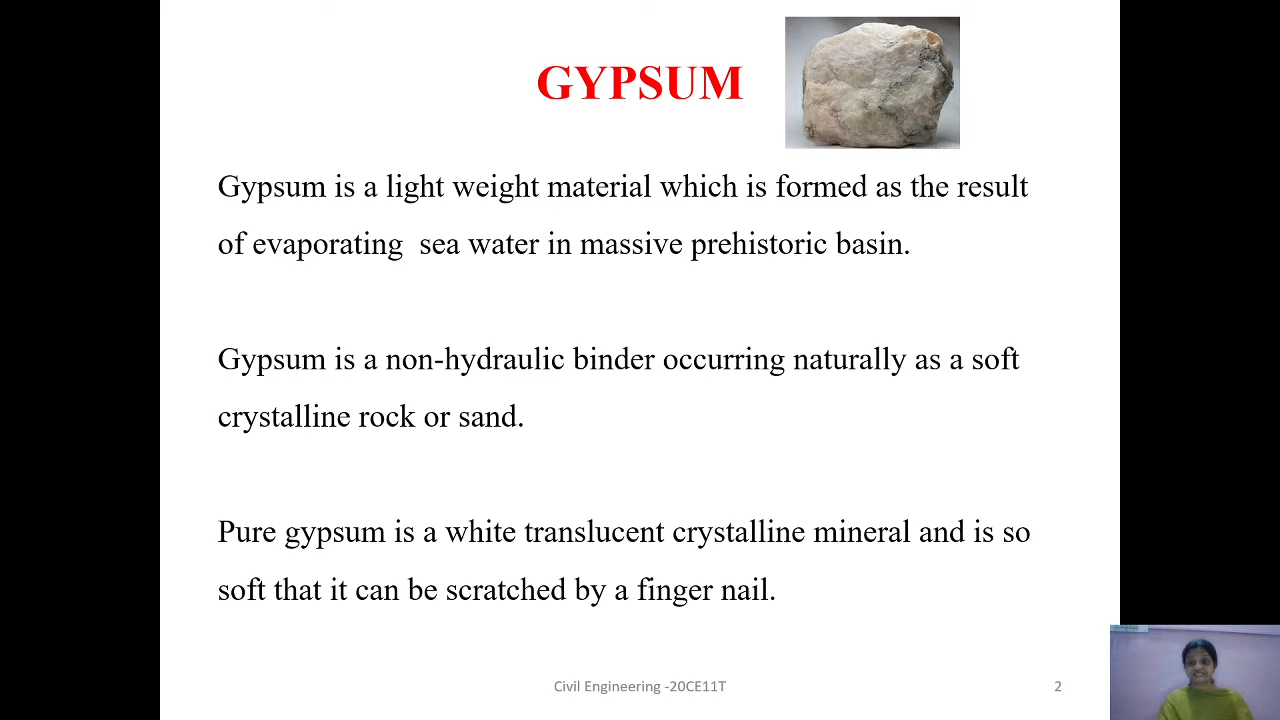 GYPSUM
Gypsum is a light weight material which is formed as the result
of evaporating  sea water in massive prehistoric basin.
Gypsum is a non-hydraulic binder occurring naturally as a soft
crystalline rock or sand.
Pure gypsum is a white translucent crystalline mineral and is so
soft that it can be scratched by a finger nail.
Civil Engineering -20CE11T
2